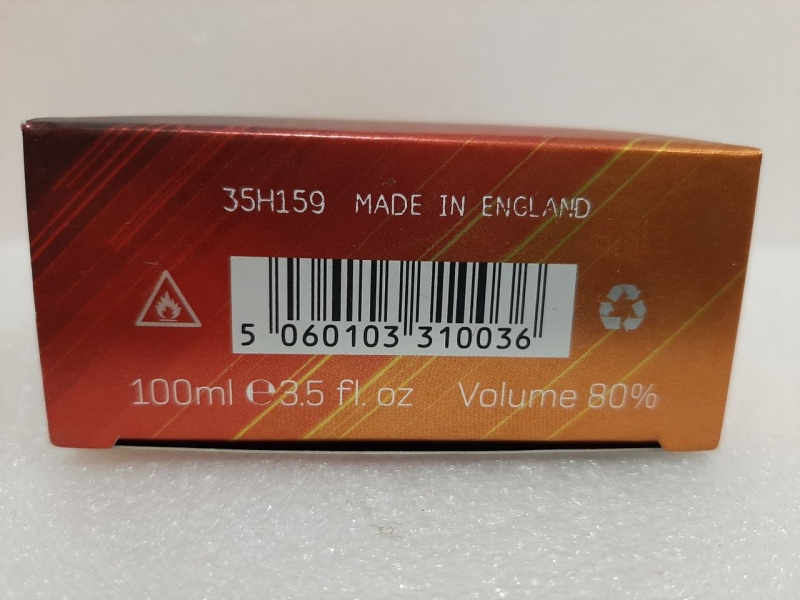 35H159 MADE IN ENGLAND
5 060103 310036
100ml ℮ 3.5 fl. oz Volume 80%